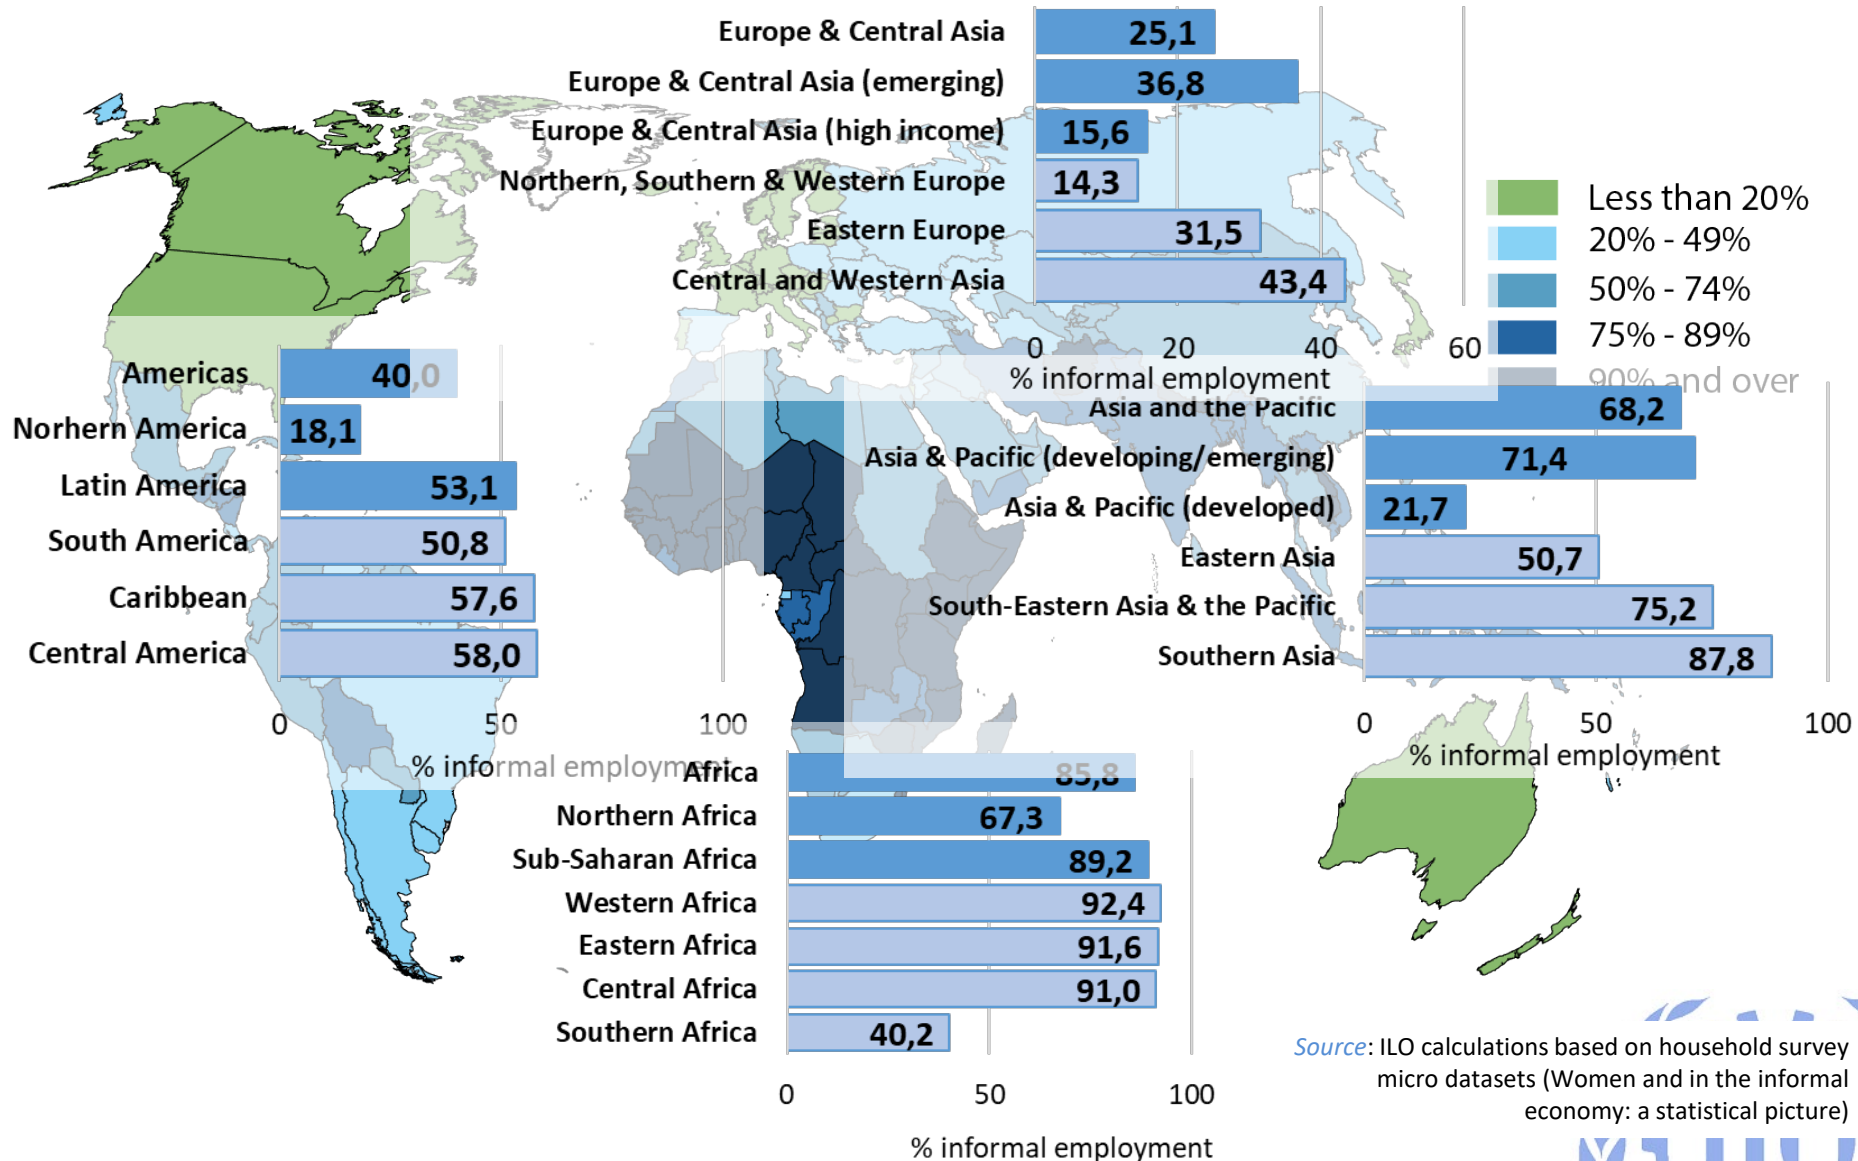 Europe & Central Asia 25,1
Europe & Central Asia (emerging) 36,8
Europe & Central Asia (high income) 15,6
Northern, Southern & Western Europe 14,3
Eastern Europe 31,5
Central and Western Asia 43,4
0 20 40 60
% informal employment
Less than 20%
20% - 49%
50% - 74%
75% - 89%
90% and over
Americas 40,0
Norhern America 18,1
Latin America 53,1
South America 50,8
Caribbean 57,6
Central America 58,0
0 50 100
% informal employment
Asia and the Pacific 68,2
Asia & Pacific (developing/emerging) 71,4
Asia & Pacific (developed) 21,7
Eastern Asia 50,7
South-Eastern Asia & the Pacific 75,2
Southern Asia 87,8
0 50 100
% informal employment
Africa 85,8
Northern Africa 67,3
Sub-Saharan Africa 89,2
Western Africa 92,4
Eastern Africa 91,6
Central Africa 91,0
Southern Africa 40,2
0 50 100
% informal employment
Source: ILO calculations based on household survey
micro datasets (Women and in the informal
economy: a statistical picture)